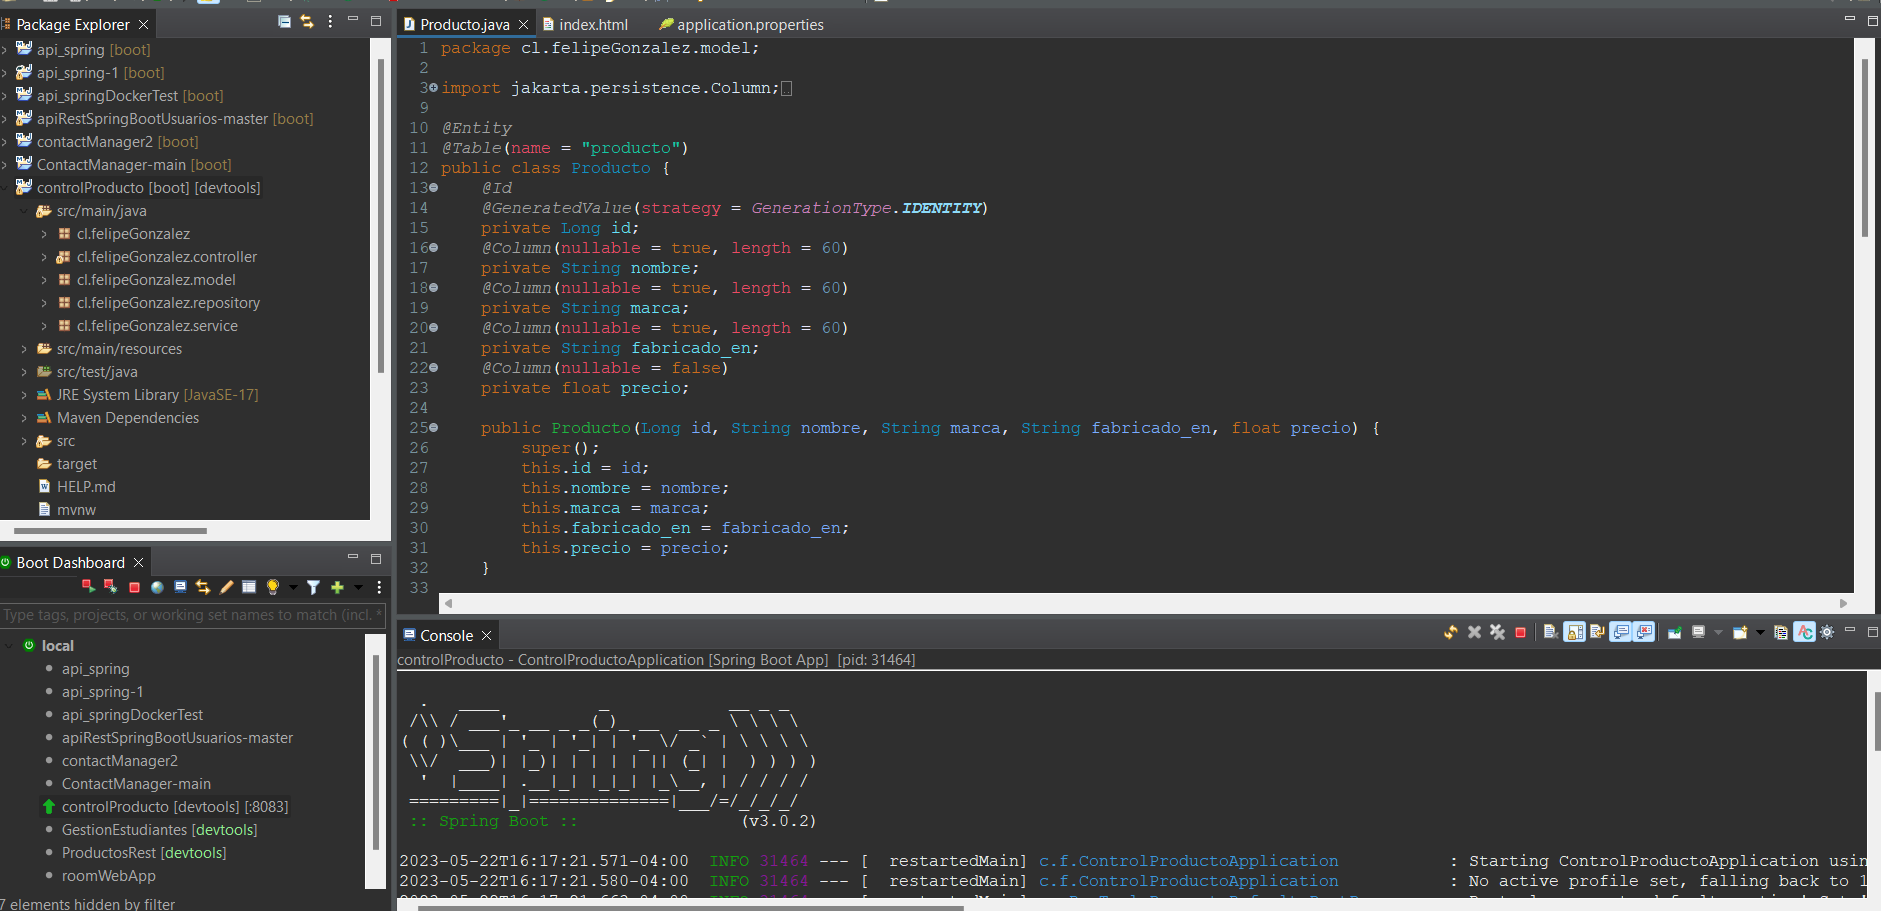 Package Explorer
api_spring [boot]
api_spring-1 [boot]
api_springDockerTest [boot]
apiRestSpringBootUsuarios-master [boot]
contactManager2 [boot]
ContactManager-main [boot]
controlProducto [boot] [devtools]
src/main/java
cl.felipeGonzalez
cl.felipeGonzalez.controller
cl.felipeGonzalez.model
cl.felipeGonzalez.repository
cl.felipeGonzalez.service
src/main/resources
src/test/java
JRE System Library [JavaSE-17]
Maven Dependencies
src
target
HELP.md
mvnw
Boot Dashboard
Type tags, projects, or working set names to match (incl. *
local
api_spring
api_spring-1
api_springDockerTest
apiRestSpringBootUsuarios-master
contactManager2
ContactManager-main
controlProducto [devtools] [:8083]
GestionEstudiantes [devtools]
ProductosRest [devtools]
roomWebApp
7 elements hidden by filter
Producto.java
index.html
application.properties
1 package cl.felipeGonzalez.model;
2
3 import jakarta.persistence.Column;
9
10 @Entity
11 @Table(name = "producto")
12 public class Producto {
13 @Id
14 @GeneratedValue(strategy = GenerationType.IDENTITY)
15 private Long id;
16 @Column(nullable = true, length = 60)
17 private String nombre;
18 @Column(nullable = true, length = 60)
19 private String marca;
20 @Column(nullable = true, length = 60)
21 private String fabricado_en;
22 @Column(nullable = false)
23 private float precio;
24
25 public Producto(Long id, String nombre, String marca, String fabricado_en, float precio) {
26 super();
27 this.id = id;
28 this.nombre = nombre;
29 this.marca = marca;
30 this.fabricado_en = fabricado_en;
31 this.precio = precio;
32 }
33
Console
controlProducto - ControlProductoApplication [Spring Boot App] [pid: 31464]
  .   ____          _            __ _ _
 /\\ / ___'_ __ _ _(_)_ __  __ _ \ \ \ \
( ( )\___ | '_ | '_| | '_ \/ _` | \ \ \ \
 \\/  ___)| |_)| | | | | || (_| |  ) ) ) )
  '  |____| .__|_| |_|_| |_\__, | / / / /
 =========|_|==============|___/=/_/_/_/
:: Spring Boot :: (v3.0.2)
2023-05-22T16:17:21.571-04:00 INFO 31464 --- [ restartedMain] c.f.ControlProductoApplication : Starting ControlProductoApplication usin
2023-05-22T16:17:21.580-04:00 INFO 31464 --- [ restartedMain] c.f.ControlProductoApplication : No active profile set, falling back to 1